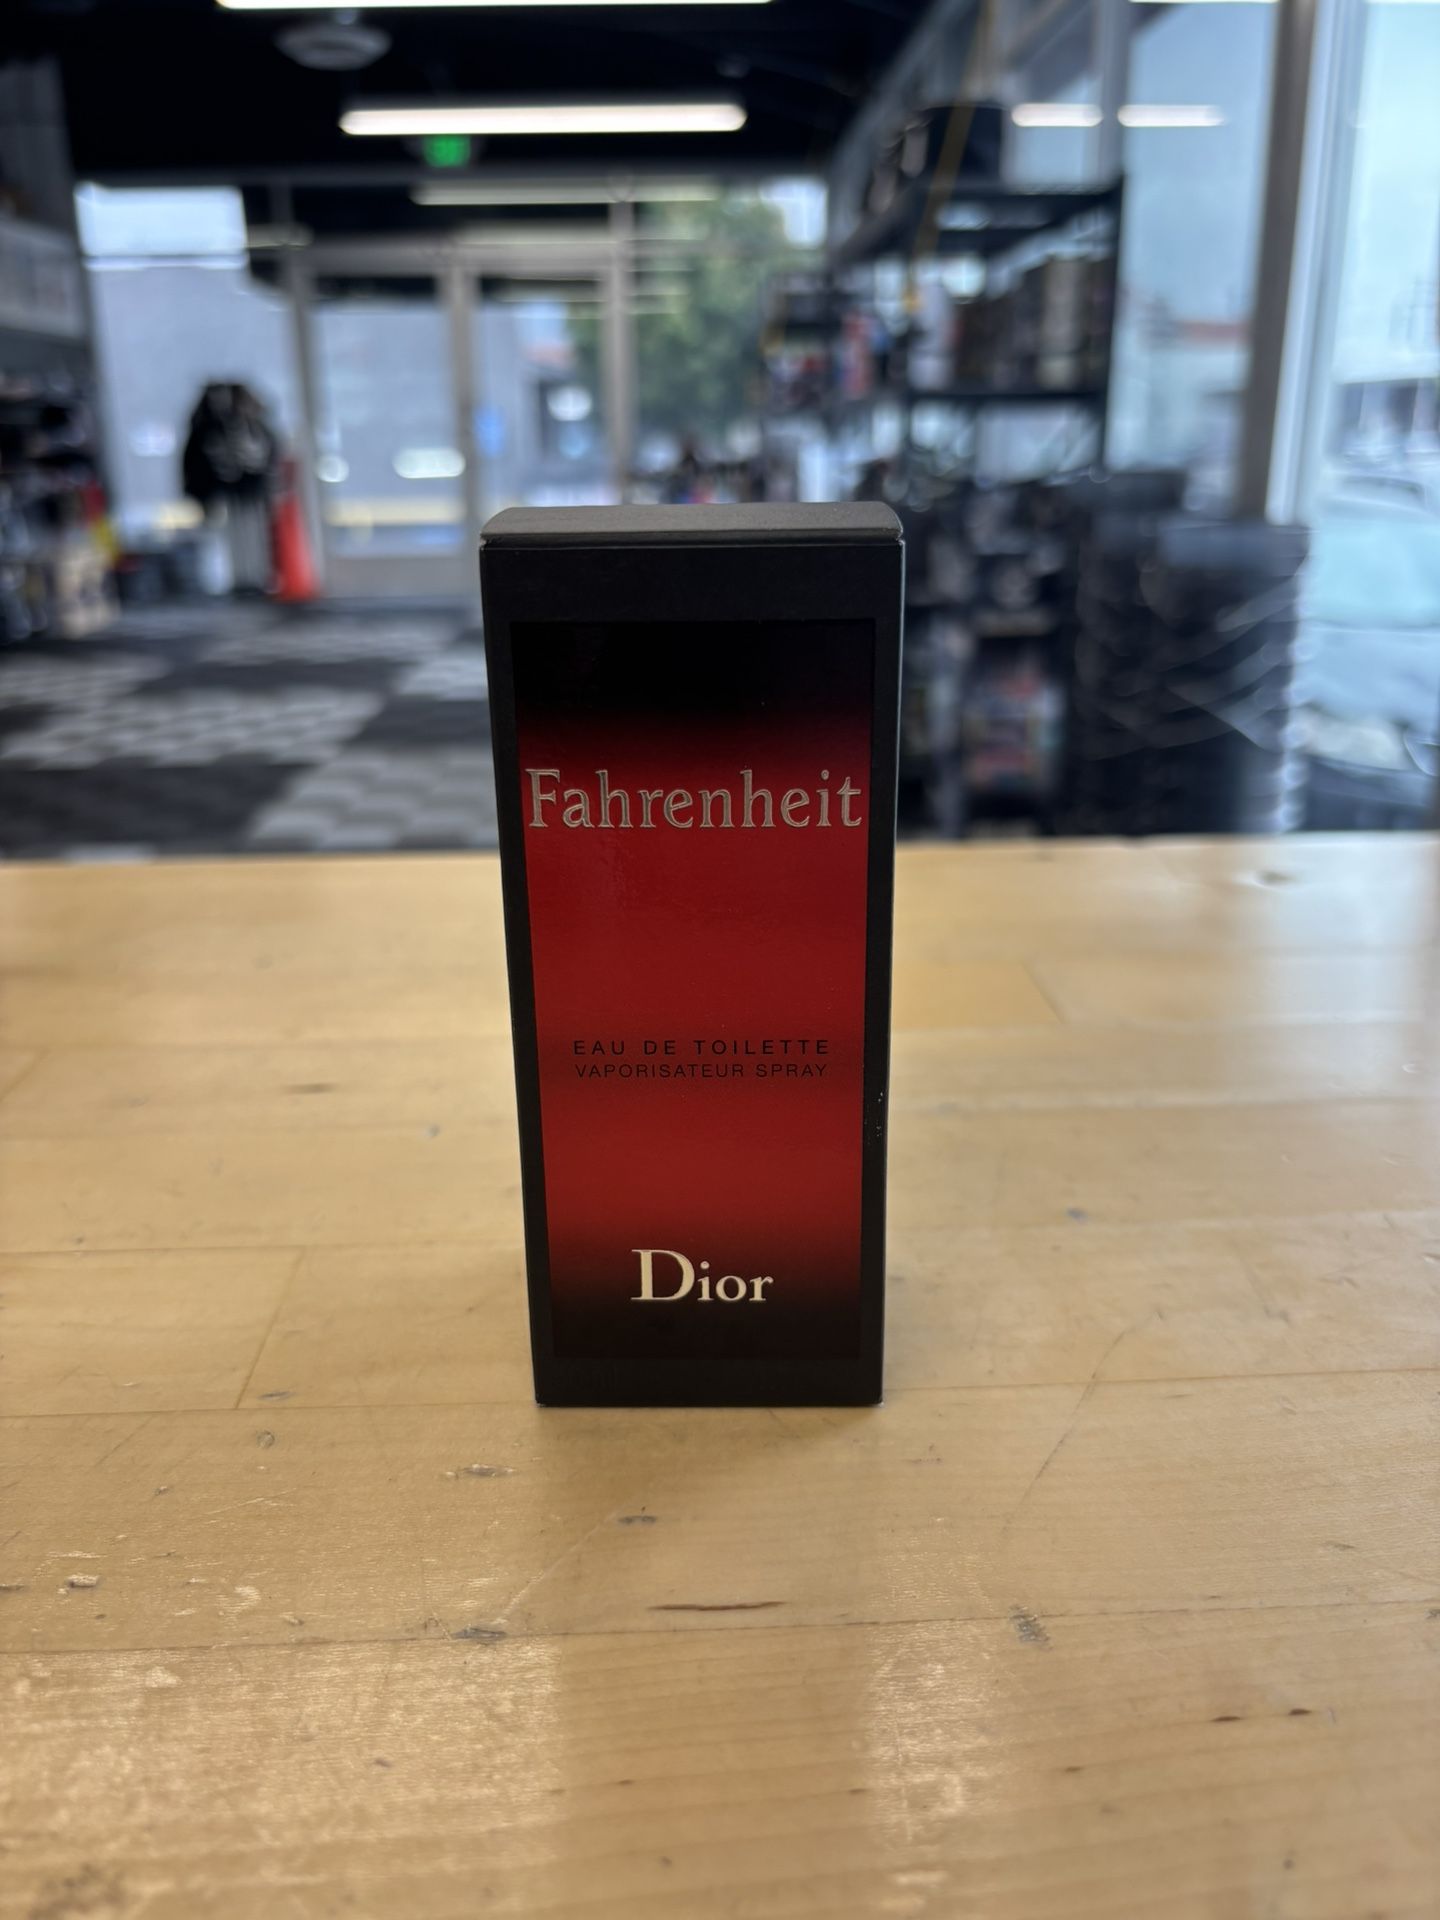 Fahrenheit
EAU DE TOILETTE
VAPORISATEUR SPRAY
Dior